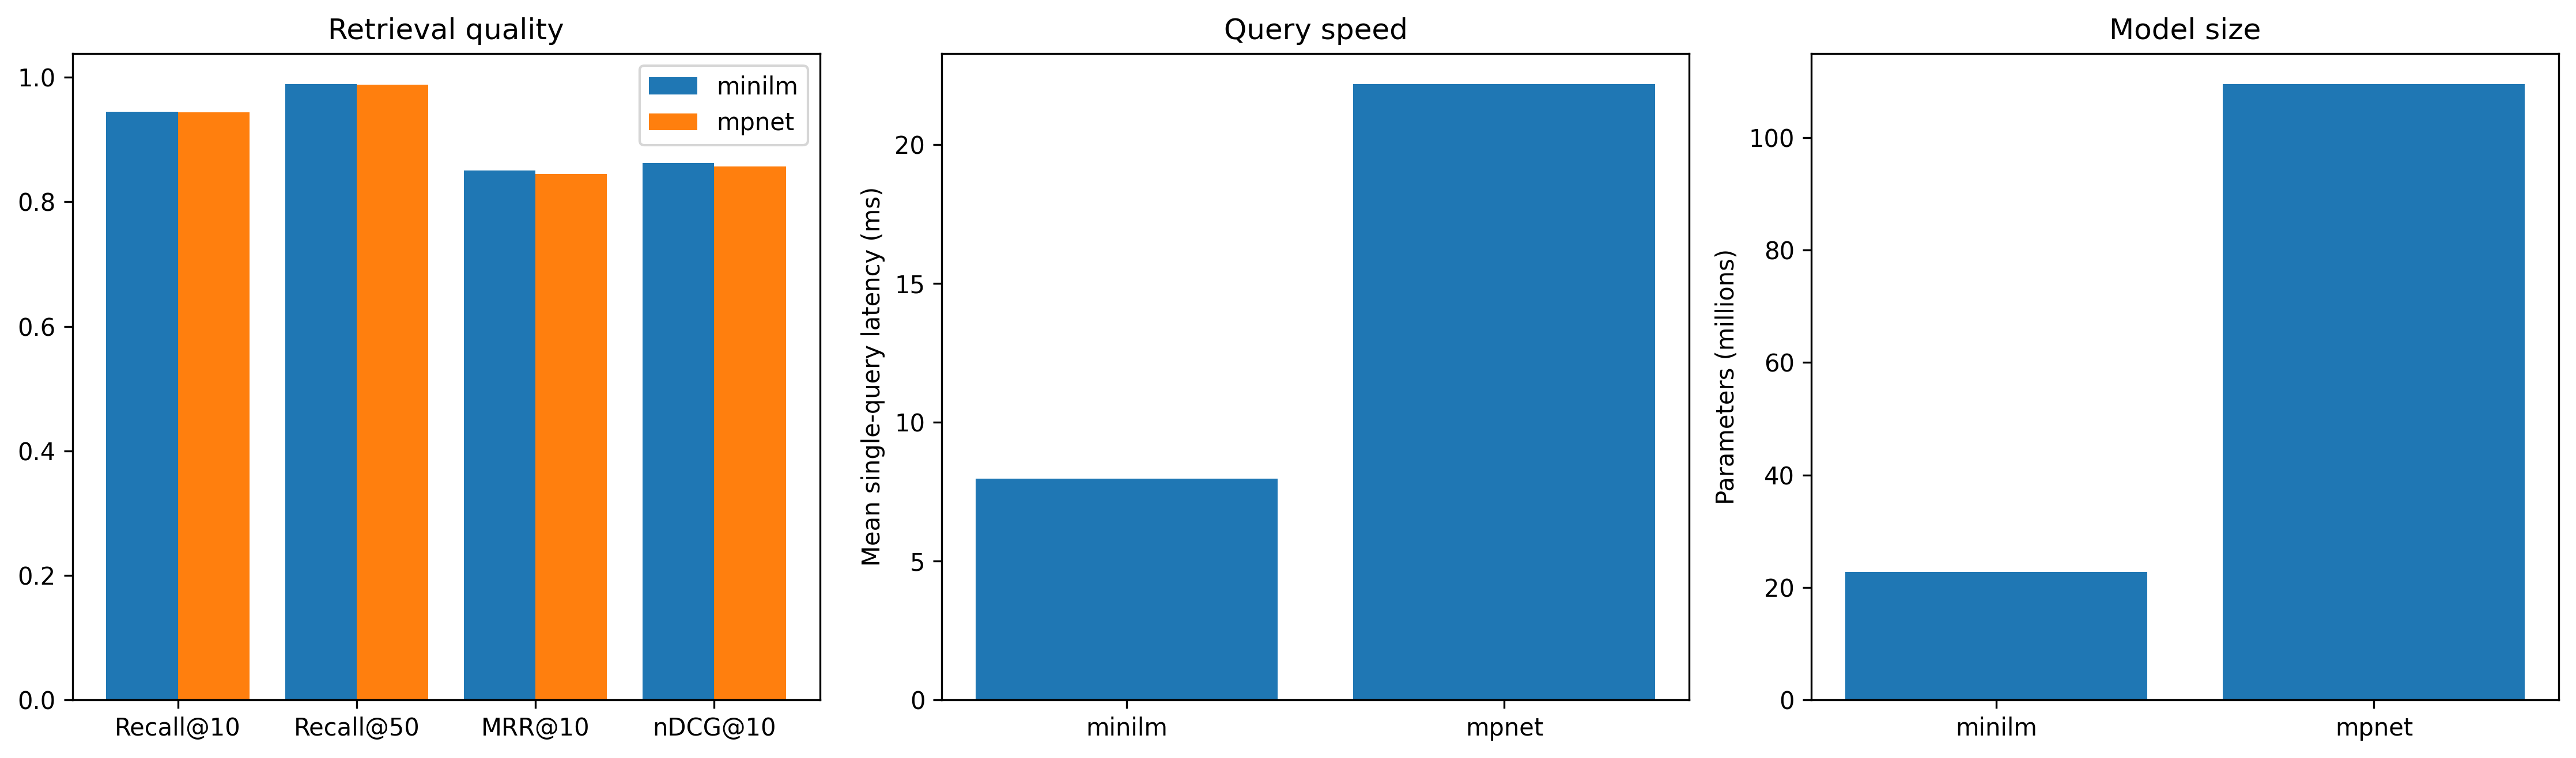 Retrieval quality
1.0
0.8
0.6
0.4
0.2
0.0
Recall@10 Recall@50 MRR@10 nDCG@10
minilm
mpnet
Query speed
Mean single-query latency (ms)
20
15
10
5
0
minilm mpnet
Model size
Parameters (millions)
100
80
60
40
20
0
minilm mpnet